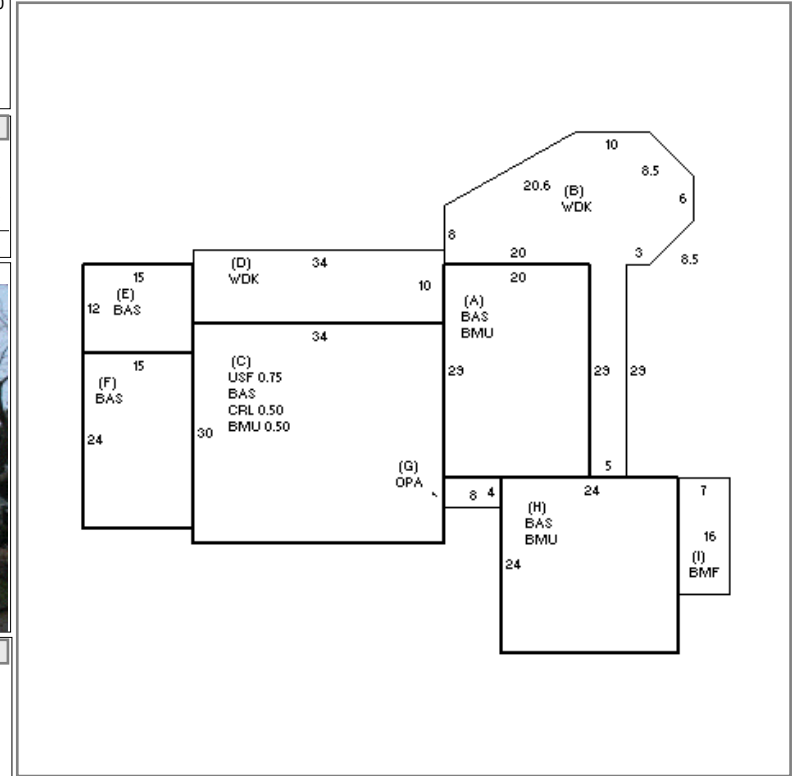 10
8.5
20.6
(B)
WDK
6
8
20
3
8.5
(D)
WDK
34
10
20
15
(E)
BAS
12
(A)
BAS
BMU
34
15
(F)
BAS
24
(C)
USF 0.75
BAS
CRL 0.50
BMU 0.50
30
29
29
29
(G)
OPA
5
8
4
24
7
(H)
BAS
BMU
24
16
(I)
BMF